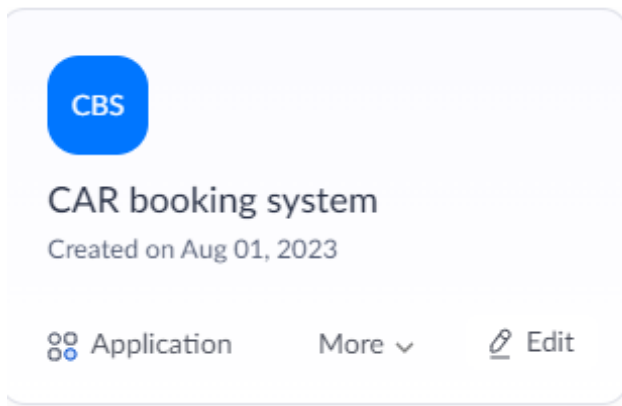 CBS
CAR booking system
Created on Aug 01, 2023
Application More Edit